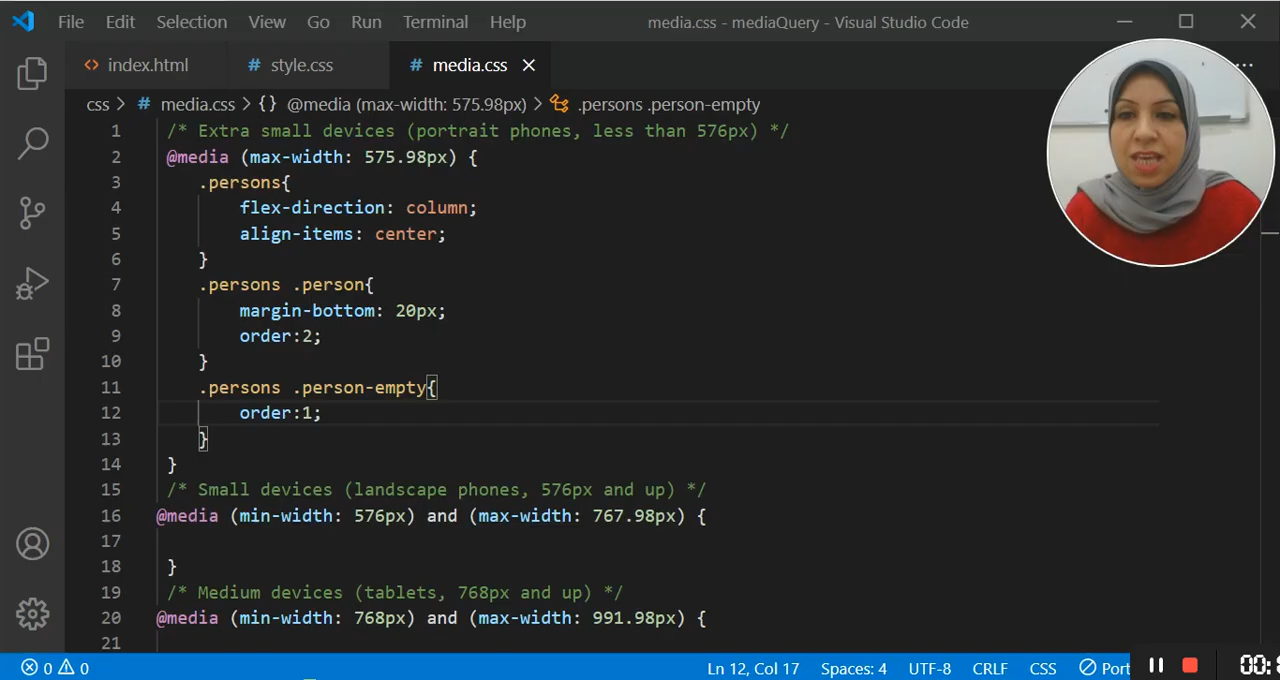 File Edit Selection View Go Run Terminal Help media.css - mediaQuery - Visual Studio Code
<> index.html # style.css # media.css
css > # media.css > {} @media (max-width: 575.98px) > .persons .person-empty
1 /* Extra small devices (portrait phones, less than 576px) */
2 @media (max-width: 575.98px) {
3 .persons{
4 flex-direction: column;
5 align-items: center;
6 }
7 .persons .person{
8 margin-bottom: 20px;
9 order:2;
10 }
11 .persons .person-empty{
12 order:1;
13 }
14 }
15 /* Small devices (landscape phones, 576px and up) */
16 @media (min-width: 576px) and (max-width: 767.98px) {
17
18 }
19 /* Medium devices (tablets, 768px and up) */
20 @media (min-width: 768px) and (max-width: 991.98px) {
21
0 0 Ln 12, Col 17 Spaces: 4 UTF-8 CRLF CSS Port 00: